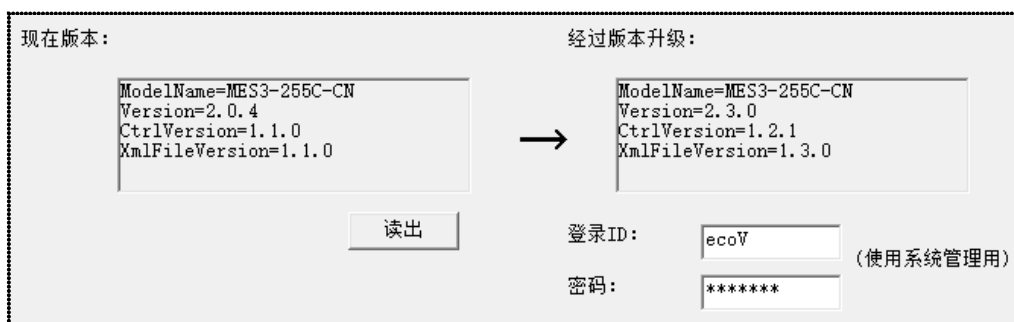 现在版本：
ModelName=MES3-255C-CN
Version=2.0.4
CtrlVersion=1.1.0
XmlFileVersion=1.1.0
读出
→
经过版本升级：
ModelName=MES3-255C-CN
Version=2.3.0
CtrlVersion=1.2.1
XmlFileVersion=1.3.0
登录ID： ecoV
(使用系统管理用)
密码： *******